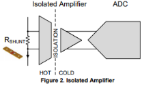 Isolated Amplifier
ADC
RSHUNT
ISOLATION
HOT
COLD
Figure 2. Isolated Amplifier